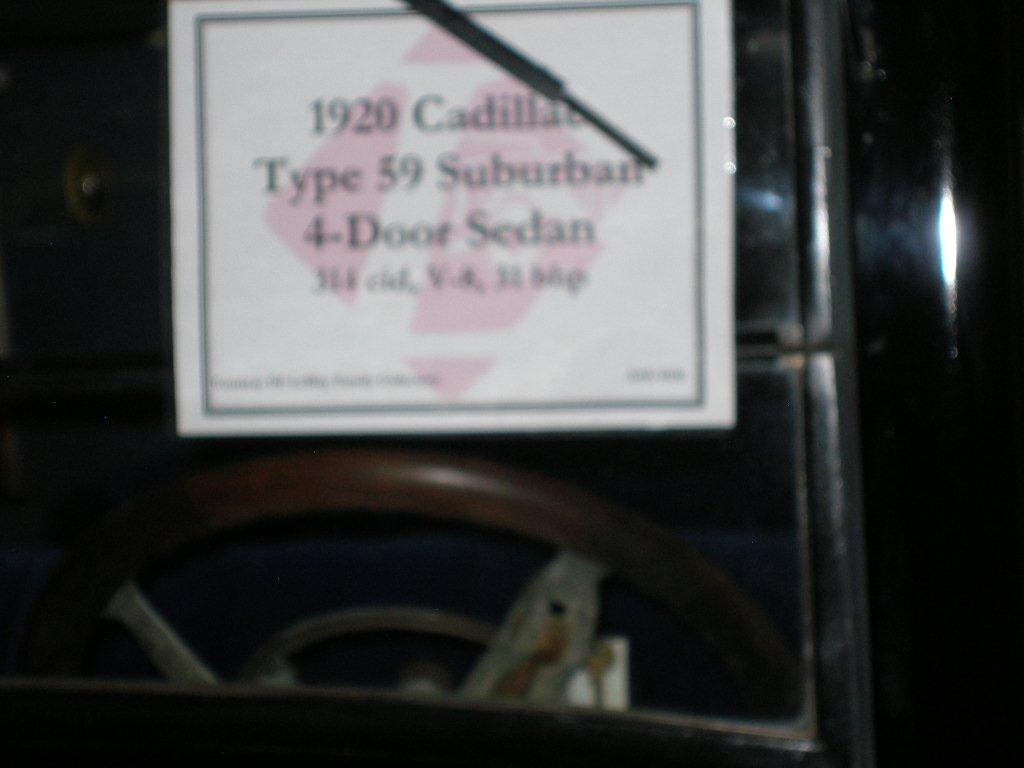 1920 Cadillac
Type 59 Suburban
4-Door Sedan
314 cid, V-8, 31 bhp